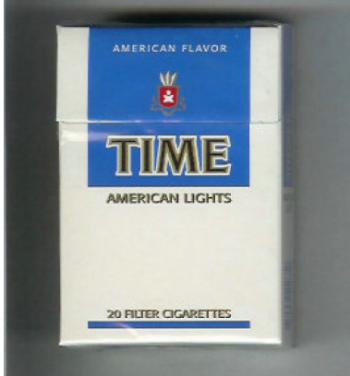 AMERICAN FLAVOR
TIME
AMERICAN LIGHTS
20 FILTER CIGARETTES